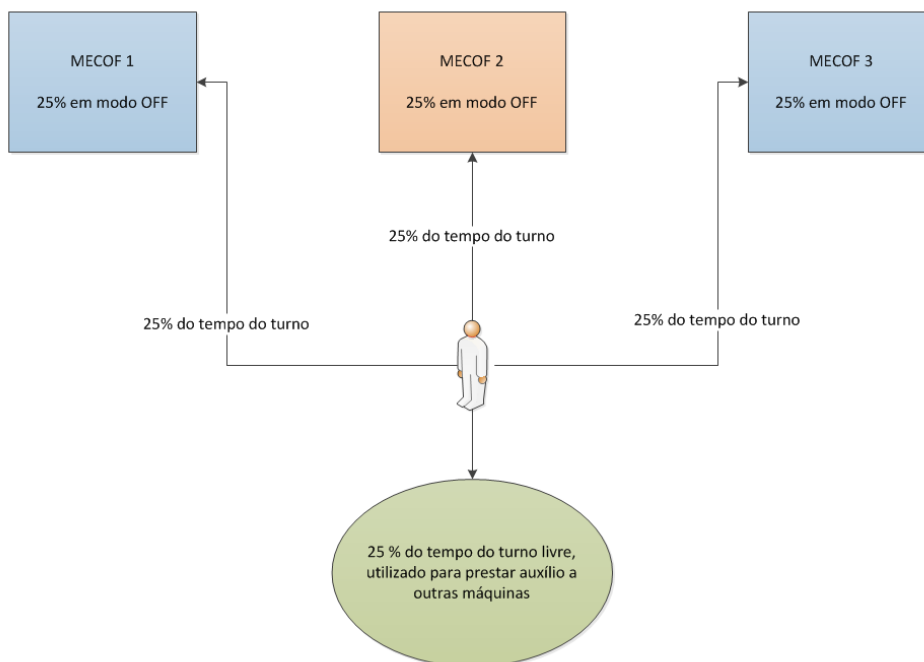 MECOF 1
25% em modo OFF
MECOF 2
25% em modo OFF
MECOF 3
25% em modo OFF
25% do tempo do turno
25% do tempo do turno
25% do tempo do turno
25 % do tempo do turno livre,
utilizado para prestar auxílio a
outras máquinas